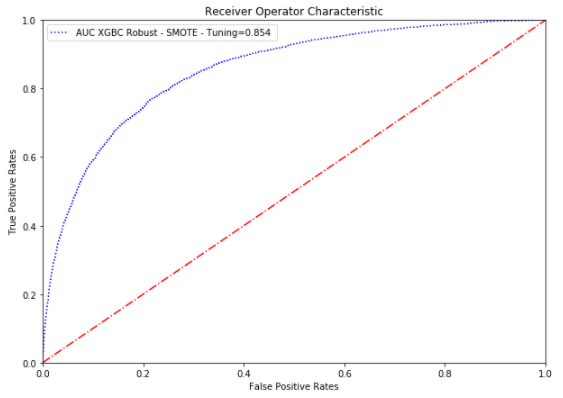 Receiver Operator Characteristic
AUC XGBC Robust - SMOTE - Tuning=0.854
True Positive Rates
1.0
0.8
0.6
0.4
0.2
0.0
0.0 0.2 0.4 0.6 0.8 1.0
False Positive Rates